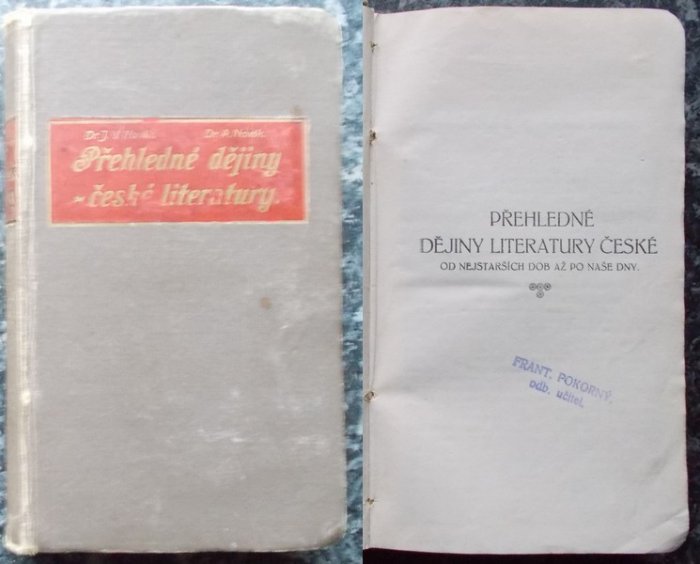 Dr. J. V. Novák. Dr. A. Novák.
Přehledné dějiny
-české literatury.
PŘEHLEDNÉ
DĚJINY LITERATURY ČESKÉ
OD NEJSTARŠÍCH DOB AŽ PO NAŠE DNY.
FRANT. POKORNÝ,
odb. učitel.